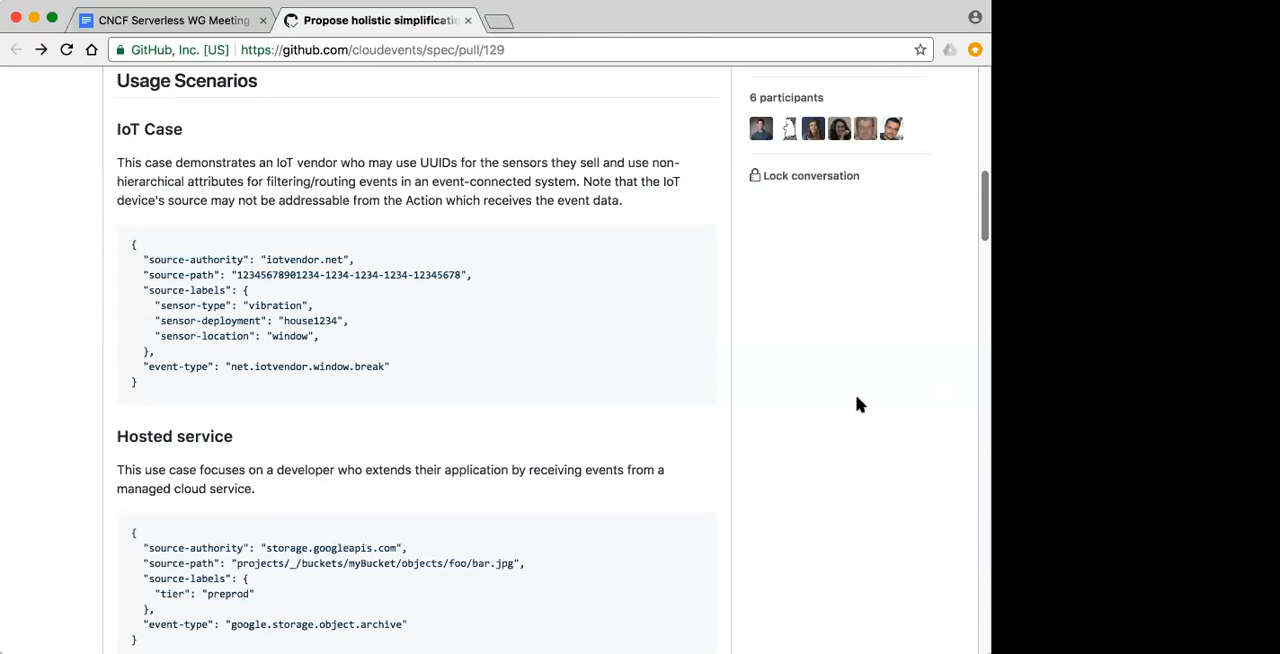 CNCF Serverless WG Meeting
Propose holistic simplificati
GitHub, Inc. [US]
https://github.com/cloudevents/spec/pull/129
Usage Scenarios
IoT Case
This case demonstrates an IoT vendor who may use UUIDs for the sensors they sell and use non-
hierarchical attributes for filtering/routing events in an event-connected system. Note that the IoT
device's source may not be addressable from the Action which receives the event data.
{
"source-authority": "iotvendor.net",
"source-path": "12345678901234-1234-1234-1234-12345678",
"source-labels": {
"sensor-type": "vibration",
"sensor-deployment": "house1234",
"sensor-location": "window",
},
"event-type": "net.iotvendor.window.break"
}
Hosted service
This use case focuses on a developer who extends their application by receiving events from a
managed cloud service.
{
"source-authority": "storage.googleapis.com",
"source-path": "projects/_/buckets/myBucket/objects/foo/bar.jpg",
"source-labels": {
"tier": "preprod"
},
"event-type": "google.storage.object.archive"
}
6 participants
Lock conversation